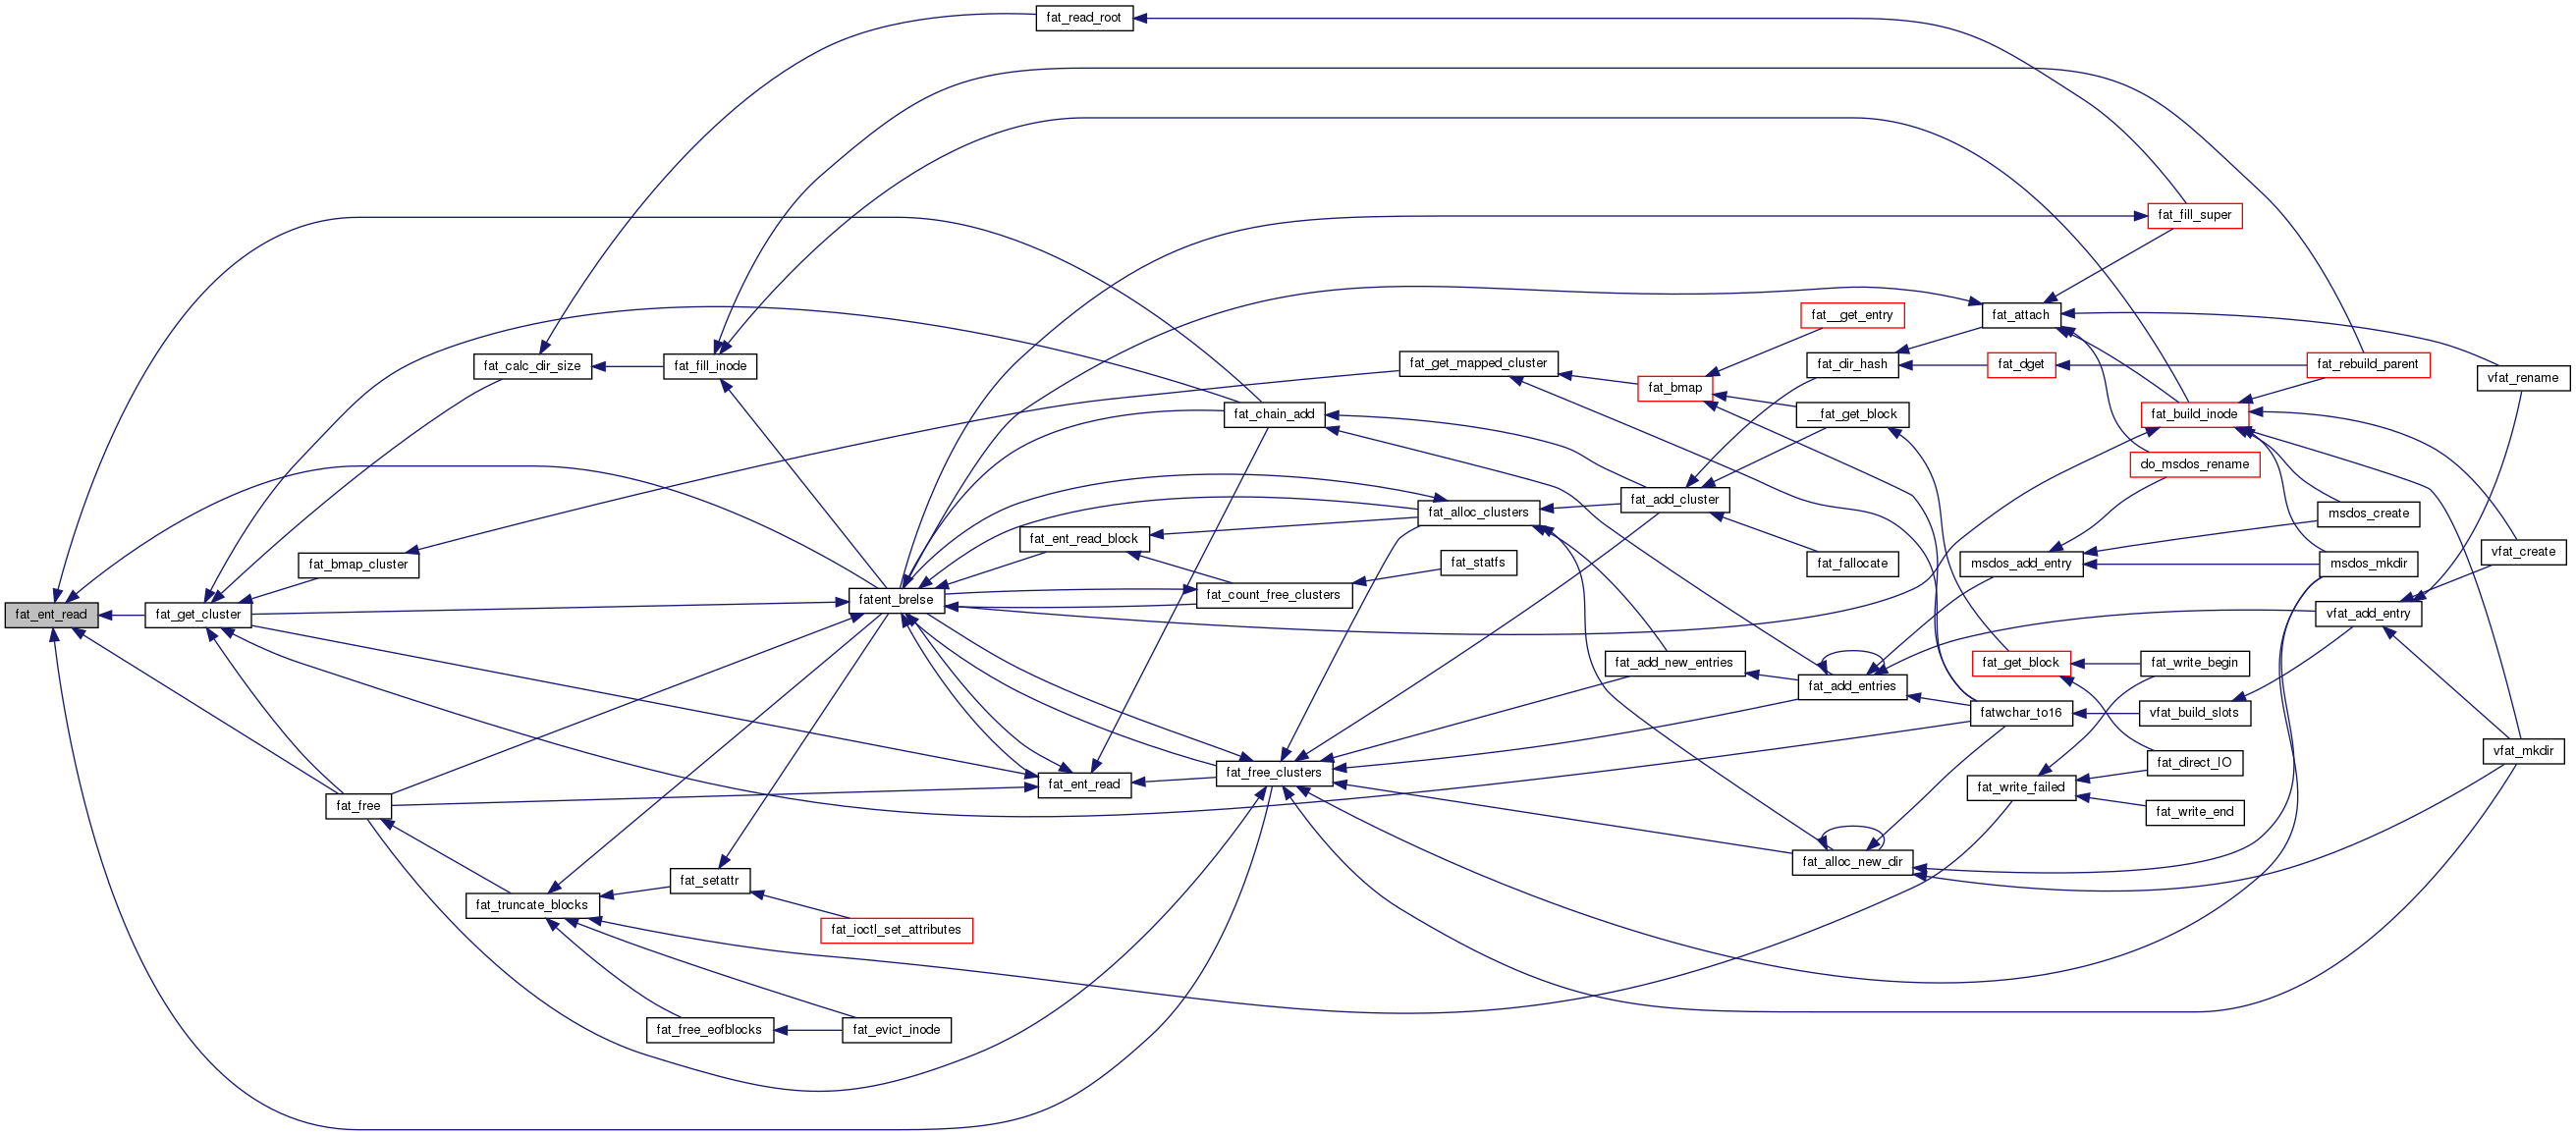 fat_read_root
fat_fill_super
fat__get_entry
fat_attach
fat_calc_dir_size
fat_fill_inode
fat_get_mapped_cluster
fat_dir_hash
fat_dget
fat_rebuild_parent
vfat_rename
fat_bmap
fat_chain_add
__fat_get_block
fat_build_inode
do_msdos_rename
fat_add_cluster
fat_alloc_clusters
msdos_create
fat_ent_read_block
fat_bmap_cluster
fat_statfs
fat_fallocate
msdos_add_entry
msdos_mkdir
vfat_create
fat_ent_read
fat_get_cluster
fatent_brelse
fat_count_free_clusters
vfat_add_entry
fat_add_new_entries
fat_get_block
fat_write_begin
fat_add_entries
fatwchar_to16
vfat_build_slots
vfat_mkdir
fat_direct_IO
fat_free_clusters
fat_ent_read
fat_write_failed
fat_free
fat_write_end
fat_alloc_new_dir
fat_setattr
fat_truncate_blocks
fat_ioctl_set_attributes
fat_free_eofblocks
fat_evict_inode